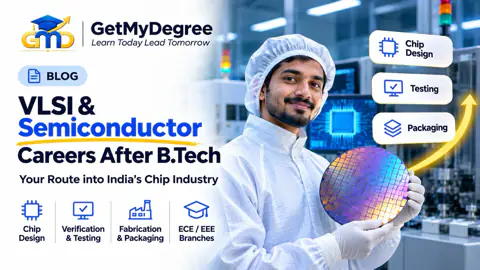 GMD
GetMyDegree
Learn Today Lead Tomorrow
BLOG
VLSI &
Semiconductor
Careers After B.Tech
Your Route into India's Chip Industry
Chip
Design
Verification
& Testing
Fabrication
& Packaging
ECE / EEE
Branches
Chip
Design
Testing
Packaging